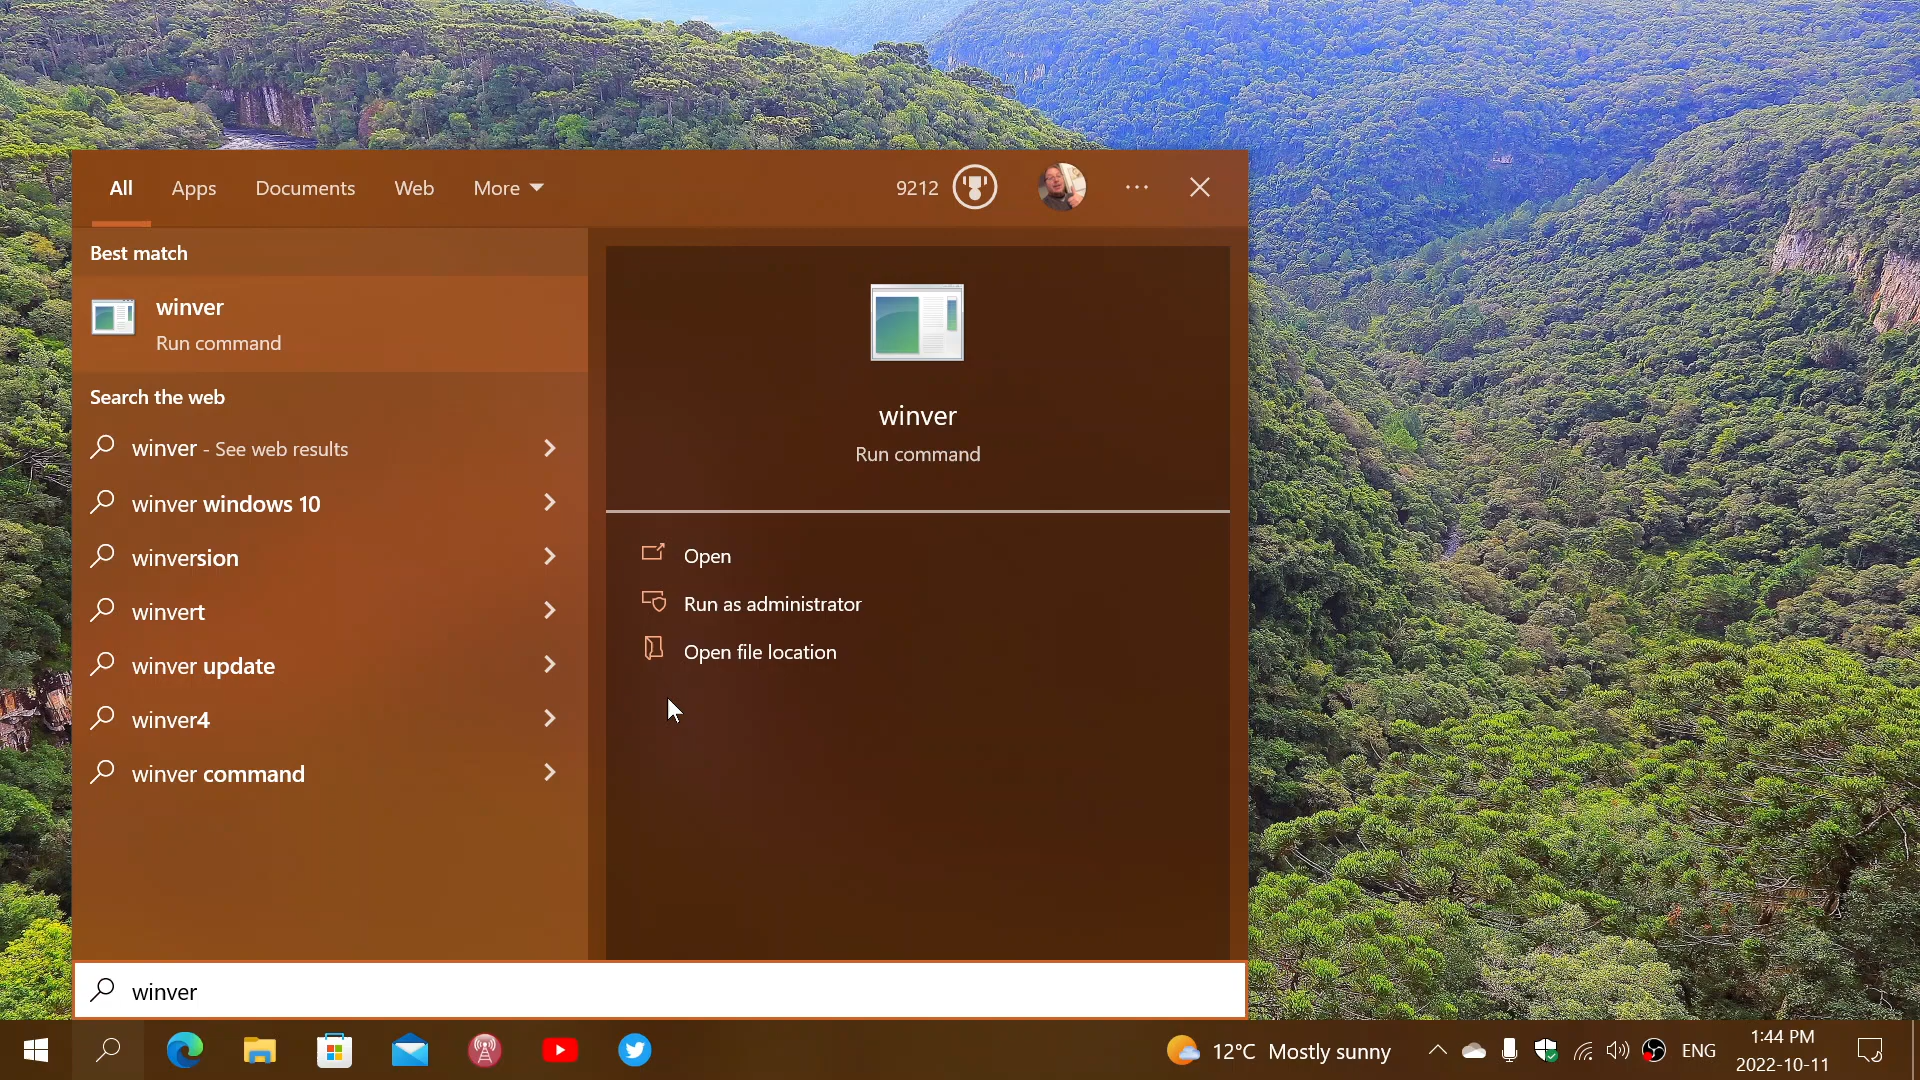 All Apps Documents Web More 9212
Best match
winver
Run command
Search the web
winver - See web results
winver windows 10
winversion
winvert
winver update
winver4
winver command
winver
Run command
Open
Run as administrator
Open file location
winver
12°C Mostly sunny ENG 1:44 PM
2022-10-11